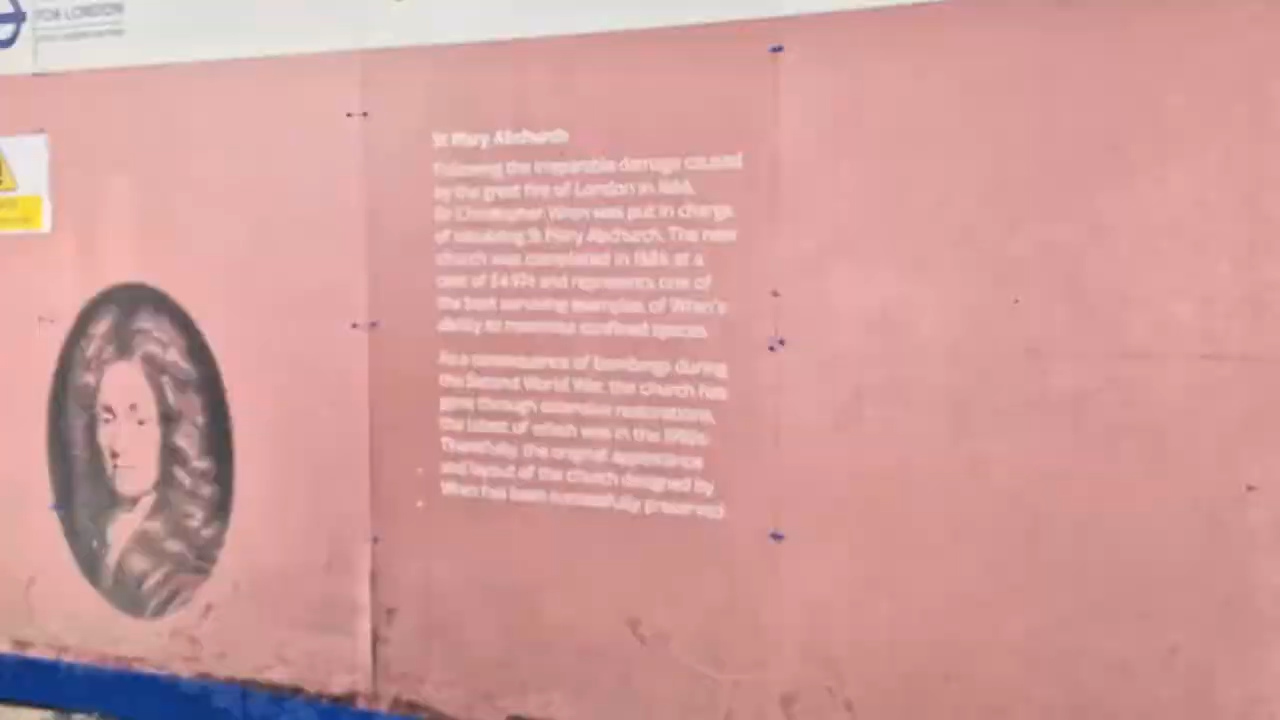 FOR LONDON
St Mary Abchurch
Following the irreparable damage caused
by the great fire of London in 1666,
Sir Christopher Wren was put in charge
of rebuilding St Mary Abchurch. The new
church was completed in 1686 at a
cost of £4 974 and represents one of
the best surviving examples of Wren's
ability to maximise confined spaces.
As a consequence of bombings during
the Second World War, the church has
gone through extensive restorations,
the latest of which was in the
Thankfully, the original appearance
and layout of the church designed by
Wren has been successfully preserved